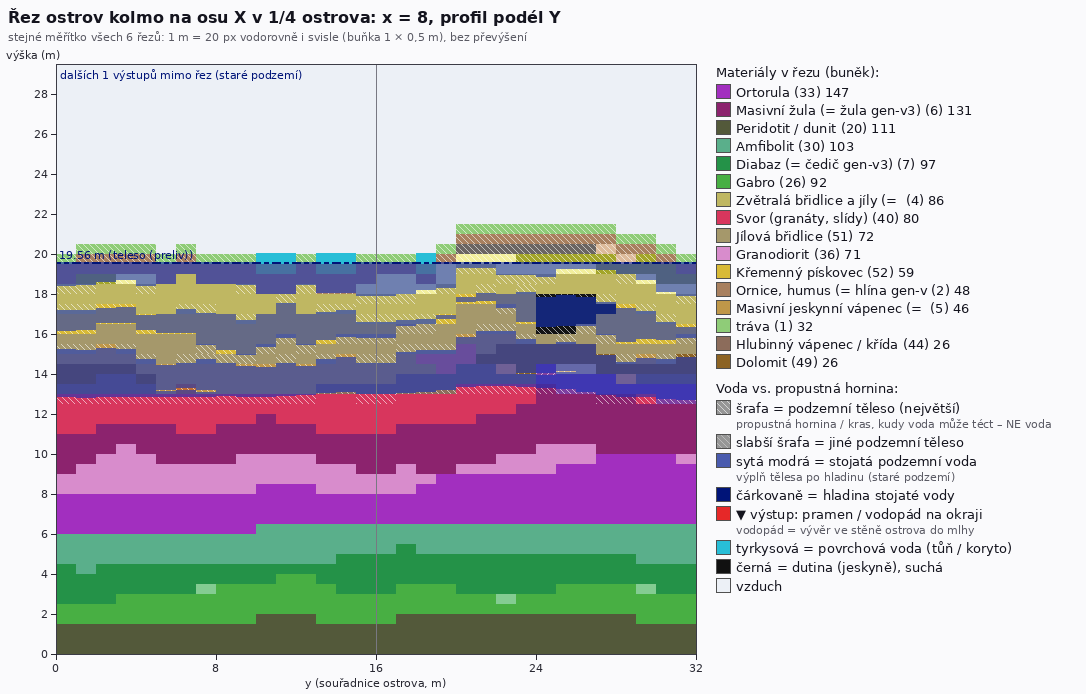 Řez ostrov kolmo na osu X v 1/4 ostrova: x = 8, profil podél Y
stejné měřítko všech 6 řezů: 1 m = 20 px vodorovně i svisle (buňka 1 × 0,5 m), bez převýšení
výška (m)
dalších 1 výstupů mimo řez (staré podzemí)
19.56 m (těleso (preliv))
28
26
24
22
20
18
16
14
12
10
8
6
4
2
0
0
8
16
24
32
y (souřadnice ostrova, m)
Materiály v řezu (buněk):
Ortorula (33) 147
Masivní žula (= žula gen-v3) (6) 131
Peridotit / dunit (20) 111
Amfibolit (30) 103
Diabaz (= čedič gen-v3) (7) 97
Gabro (26) 92
Zvětralá břidlice a jíly (=  (4) 86
Svor (granáty, slídy) (40) 80
Jílová břidlice (51) 72
Granodiorit (36) 71
Křemenný pískovec (52) 59
Ornice, humus (= hlína gen-v (2) 48
Masivní jeskynní vápenec (=  (5) 46
tráva (1) 32
Hlubinný vápenec / křída (44) 26
Dolomit (49) 26
Voda vs. propustná hornina:
šrafa = podzemní těleso (největší)
propustná hornina / kras, kudy voda může téct – NE voda
slabší šrafa = jiné podzemní těleso
sytá modrá = stojatá podzemní voda
výplň tělesa po hladinu (staré podzemí)
čárkovaně = hladina stojaté vody
▼ výstup: pramen / vodopád na okraji
vodopád = vývěr ve stěně ostrova do mlhy
tyrkysová = povrchová voda (tůň / koryto)
černá = dutina (jeskyně), suchá
vzduch